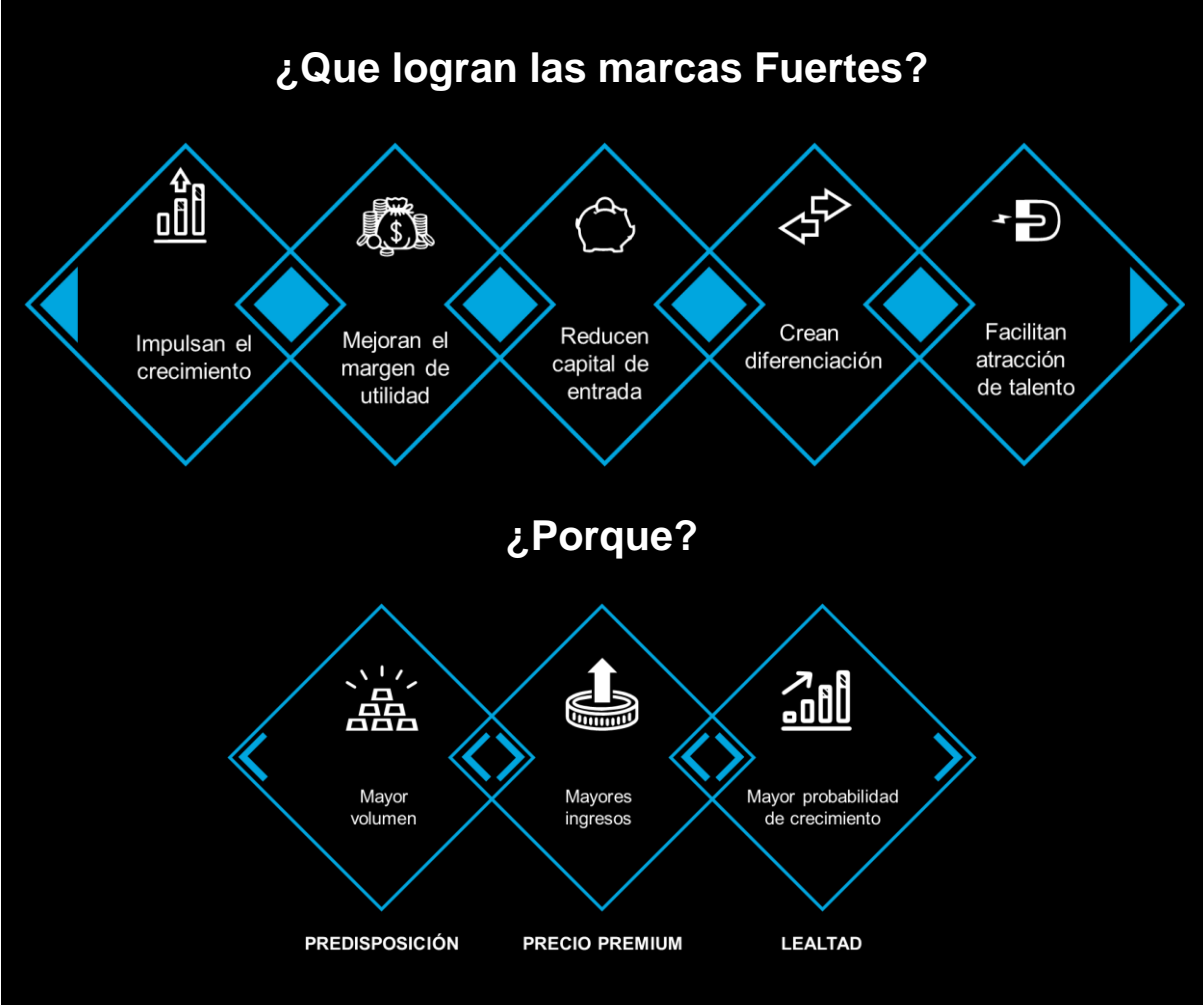 ¿Que logran las marcas Fuertes?
$
Impulsan el
crecimiento
Mejoran el
margen de
utilidad
Reducen
capital de
entrada
Crean
diferenciación
Facilitan
atracción
de talento
¿Porque?
Mayor
volumen
Mayores
ingresos
Mayor probabilidad
de crecimiento
PREDISPOSICIÓN
PRECIO PREMIUM
LEALTAD